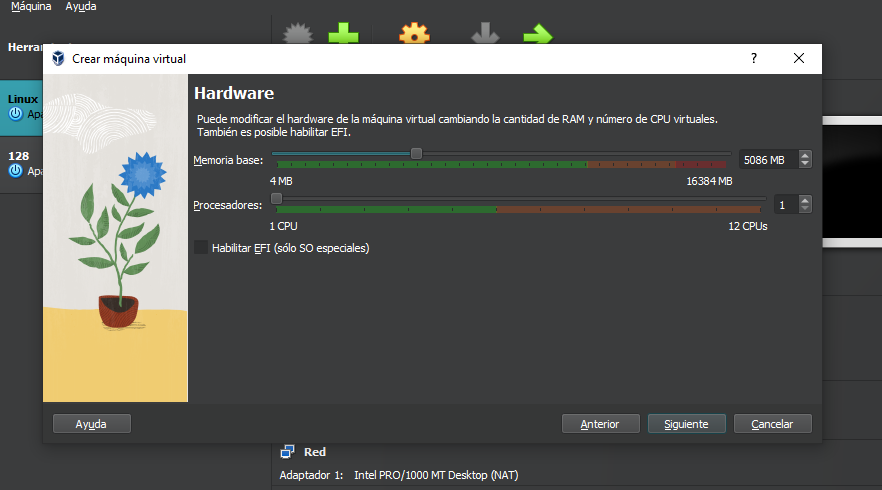 Máquina Ayuda
Crear máquina virtual
?
Linux
128
Hardware
Puede modificar el hardware de la máquina virtual cambiando la cantidad de RAM y número de CPU virtuales.
También es posible habilitar EFI.
Memoria base:
5086 MB
4 MB
16384 MB
Procesadores:
1
1 CPU
12 CPUs
Habilitar EFI (sólo SO especiales)
Ayuda
Anterior
Siguiente
Cancelar
Red
Adaptador 1: Intel PRO/1000 MT Desktop (NAT)